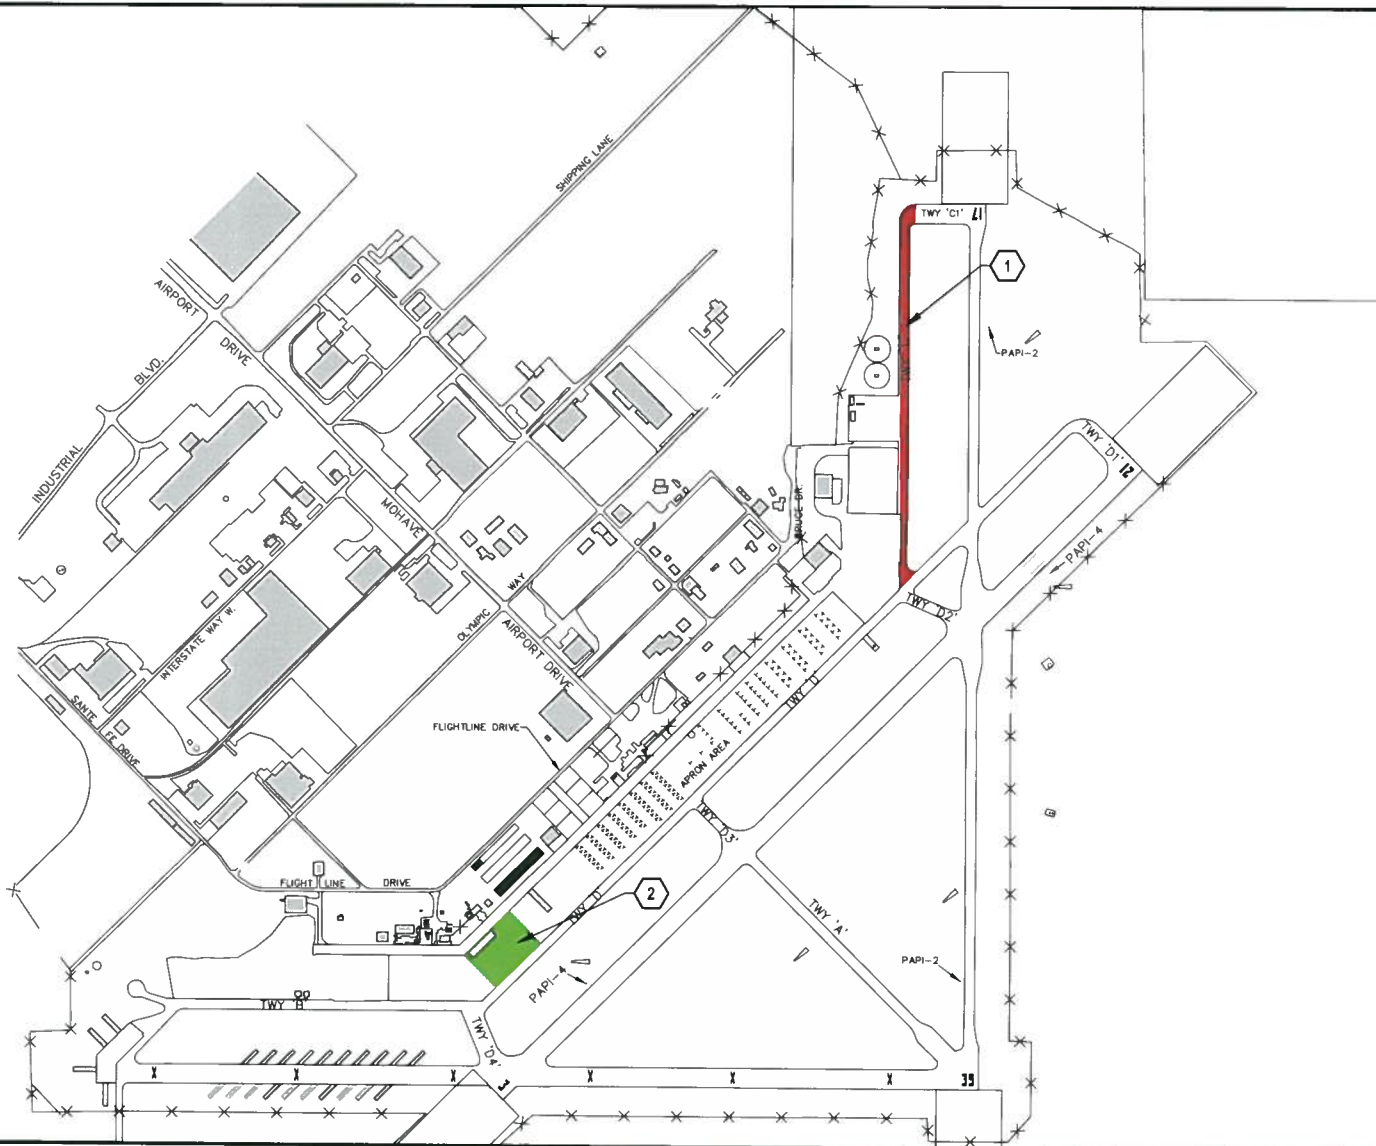 SHIPPING LANE
TWY 'C1'
17
1
AIRPORT
DRIVE
PAPI-2
BLVD.
TWY 'D1'
12
INDUSTRIAL
MOHAVE
PAPI-4
WAY
TWY 'D2'
OLYMPIC
INTERSTATE WAY W.
AIRPORT DRIVE
TWY D
SANTE
FE DRIVE
FLIGHTLINE DRIVE
APRON AREA
TWY 'D3'
FLIGHT LINE DRIVE
2
TWY D
TWY 'A'
PAPI-2
PAPI-4
TWY 'B'
TWY 'D4'
X
X
X
3
X
X
X
35